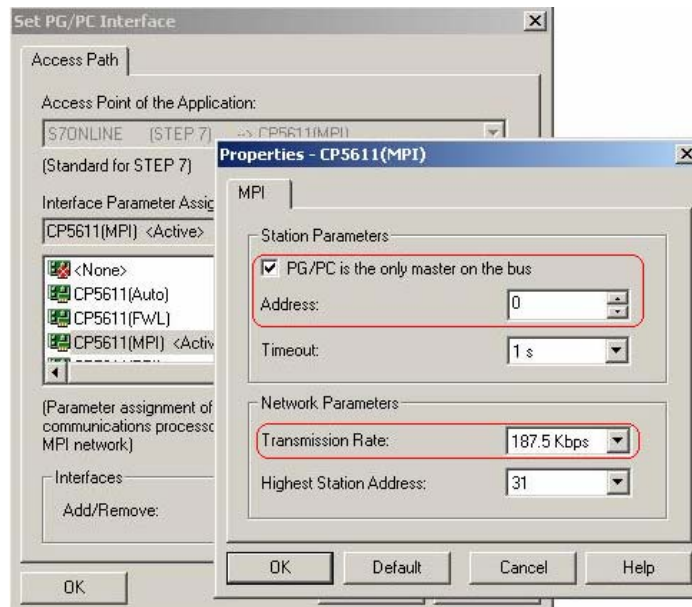 Set PG/PC Interface
Access Path
Access Point of the Application:
S7ONLINE (STEP 7) --> CP5611(MPI)
(Standard for STEP 7)
Interface Parameter Assig
CP5611(MPI) <Active>
<None>
CP5611(Auto)
CP5611(FWL)
CP5611(MPI) <Activ
(Parameter assignment of
communications processo
MPI network)
Interfaces
Add/Remove:
OK
Properties - CP5611(MPI)
MPI
Station Parameters
PG/PC is the only master on the bus
Address: 0
Timeout: 1 s
Network Parameters
Transmission Rate: 187.5 Kbps
Highest Station Address: 31
OK Default Cancel Help